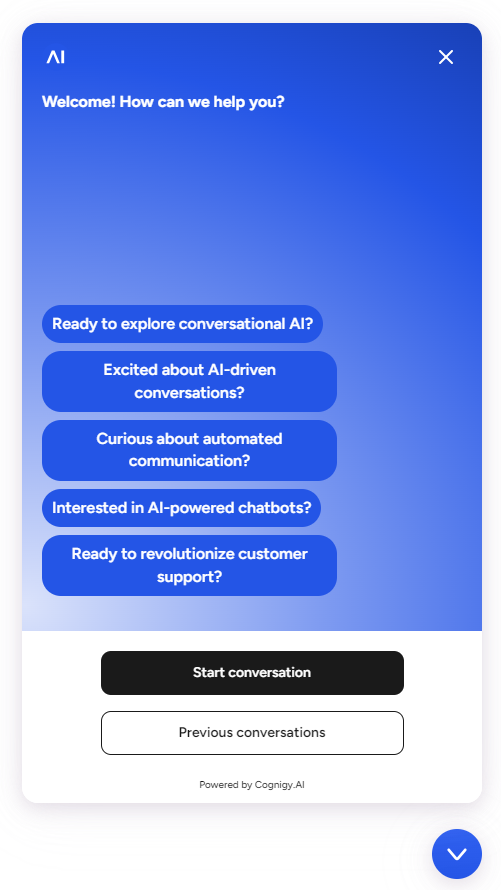 AI
Welcome! How can we help you?
Ready to explore conversational AI?
Excited about AI-driven
conversations?
Curious about automated
communication?
Interested in AI-powered chatbots?
Ready to revolutionize customer
support?
Start conversation
Previous conversations
Powered by Cognigy.AI